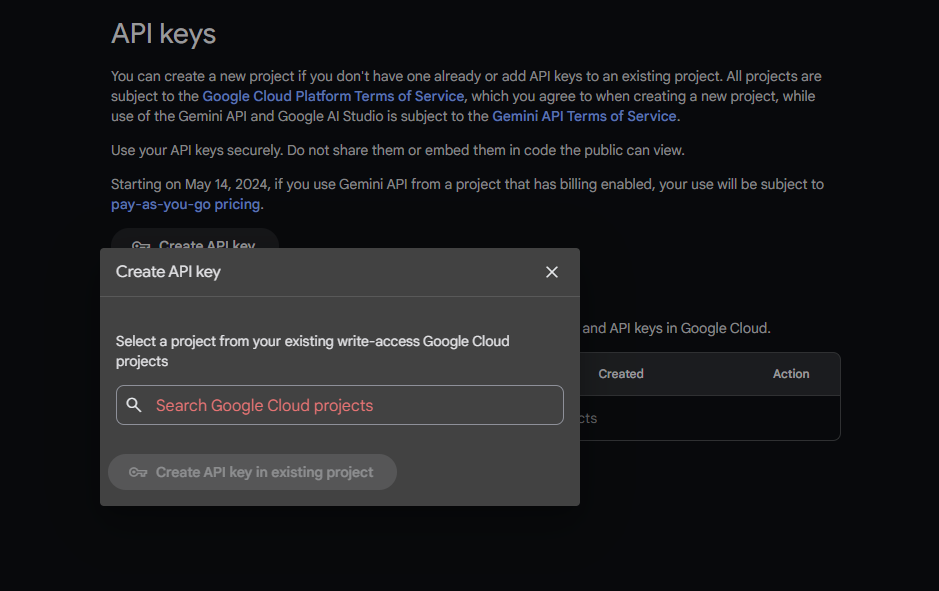 API keys
You can create a new project if you don't have one already or add API keys to an existing project. All projects are
subject to the Google Cloud Platform Terms of Service, which you agree to when creating a new project, while
use of the Gemini API and Google AI Studio is subject to the Gemini API Terms of Service.
Use your API keys securely. Do not share them or embed them in code the public can view.
Starting on May 14, 2024, if you use Gemini API from a project that has billing enabled, your use will be subject to
pay-as-you-go pricing.
Create API key
Create API key
Select a project from your existing write-access Google Cloud
projects
Search Google Cloud projects
Create API key in existing project
and API keys in Google Cloud.
Created Action
cts